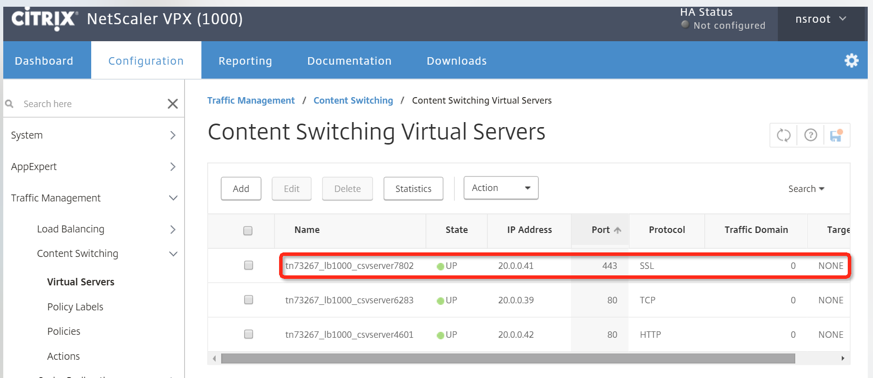 CİTRIX NetScaler VPX (1000)
HA Status
Not configured
nsroot
Dashboard
Configuration
Reporting
Documentation
Downloads
Search here
System
AppExpert
Traffic Management
Load Balancing
Content Switching
Virtual Servers
Policy Labels
Policies
Actions
Traffic Management / Content Switching / Content Switching Virtual Servers
Content Switching Virtual Servers
Add Edit Delete Statistics Action Search
Name State IP Address Port Protocol Traffic Domain Targe
tn73267_lb1000_csvserver7802 UP 20.0.0.41 443 SSL 0 NONE
tn73267_lb1000_csvserver6283 UP 20.0.0.39 80 TCP 0 NONE
tn73267_lb1000_csvserver4601 UP 20.0.0.42 80 HTTP 0 NONE